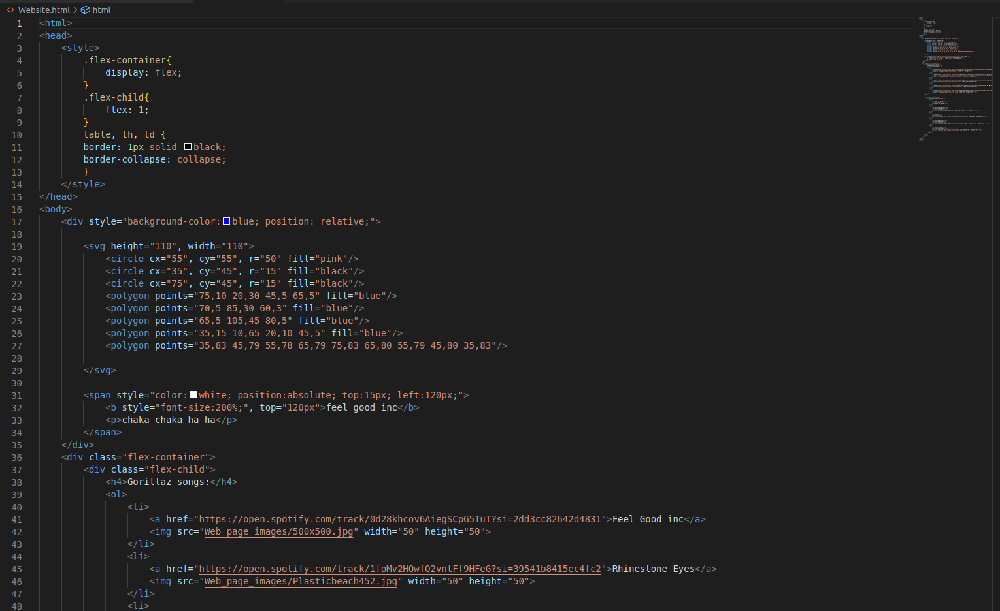 Website.html > html
1 <html>
2 <head>
3 <style>
4 .flex-container{
5 display: flex;
6 }
7 .flex-child{
8 flex: 1;
9 }
10 table, th, td {
11 border: 1px solid black;
12 border-collapse: collapse;
13 }
14 </style>
15 </head>
16 <body>
17 <div style="background-color:blue; position: relative;">
18
19 <svg height="110", width="110">
20 <circle cx="55", cy="55", r="50" fill="pink"/>
21 <circle cx="35", cy="45", r="15" fill="black"/>
22 <circle cx="75", cy="45", r="15" fill="black"/>
23 <polygon points="75,10 20,30 45,5 65,5" fill="blue"/>
24 <polygon points="70,5 85,30 60,3" fill="blue"/>
25 <polygon points="65,5 105,45 80,5" fill="blue"/>
26 <polygon points="35,15 10,65 20,10 45,5" fill="blue"/>
27 <polygon points="35,83 45,79 55,78 65,79 75,83 65,80 55,79 45,80 35,83"/>
28
29 </svg>
30
31 <span style="color:white; position:absolute; top:15px; left:120px;">
32 <b style="font-size:200%;", top="120px">feel good inc</b>
33 <p>chaka chaka ha ha</p>
34 </span>
35 </div>
36 <div class="flex-container">
37 <div class="flex-child">
38 <h4>Gorillaz songs:</h4>
39 <ol>
40 <li>
41 <a href="https://open.spotify.com/track/0d28khcov6AiegSCpG5TuT?si=2dd3cc82642d4831">Feel Good inc</a>
42 <img src="Web_page_images/500x500.jpg" width="50" height="50">
43 </li>
44 <li>
45 <a href="https://open.spotify.com/track/1foMv2HQwfQ2vntFf9HFeG?si=39541b8415ec4fc2">Rhinestone Eyes</a>
46 <img src="Web_page_images/Plasticbeach452.jpg" width="50" height="50">
47 </li>
48 <li>